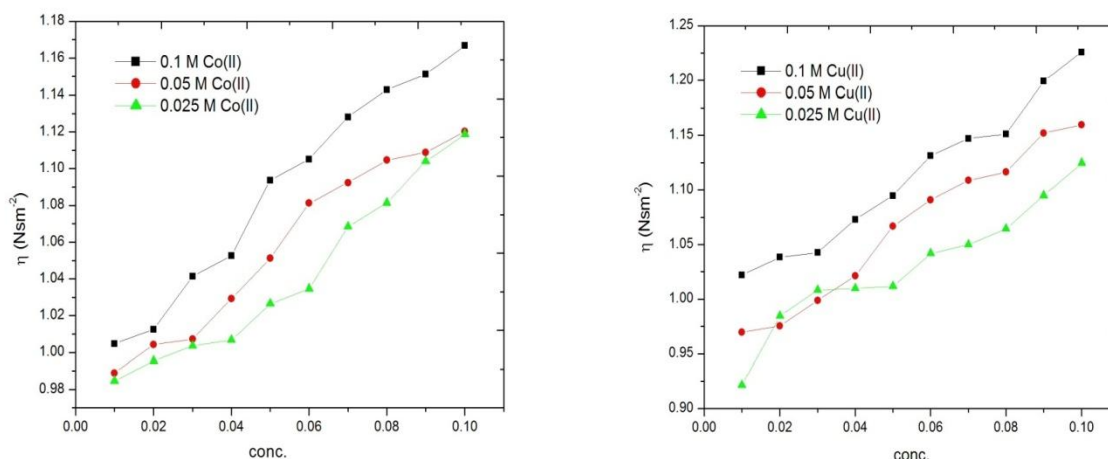 1.18
1.16
1.14
1.12
1.10
1.08
1.06
1.04
1.02
1.00
0.98
η (Nsm⁻²)
0.1 M Co(II)
0.05 M Co(II)
0.025 M Co(II)
0.00 0.02 0.04 0.06 0.08 0.10
conc.
1.25
1.20
1.15
1.10
1.05
1.00
0.95
0.90
η (Nsm⁻²)
0.1 M Cu(II)
0.05 M Cu(II)
0.025 M Cu(II)
0.00 0.02 0.04 0.06 0.08 0.10
conc.